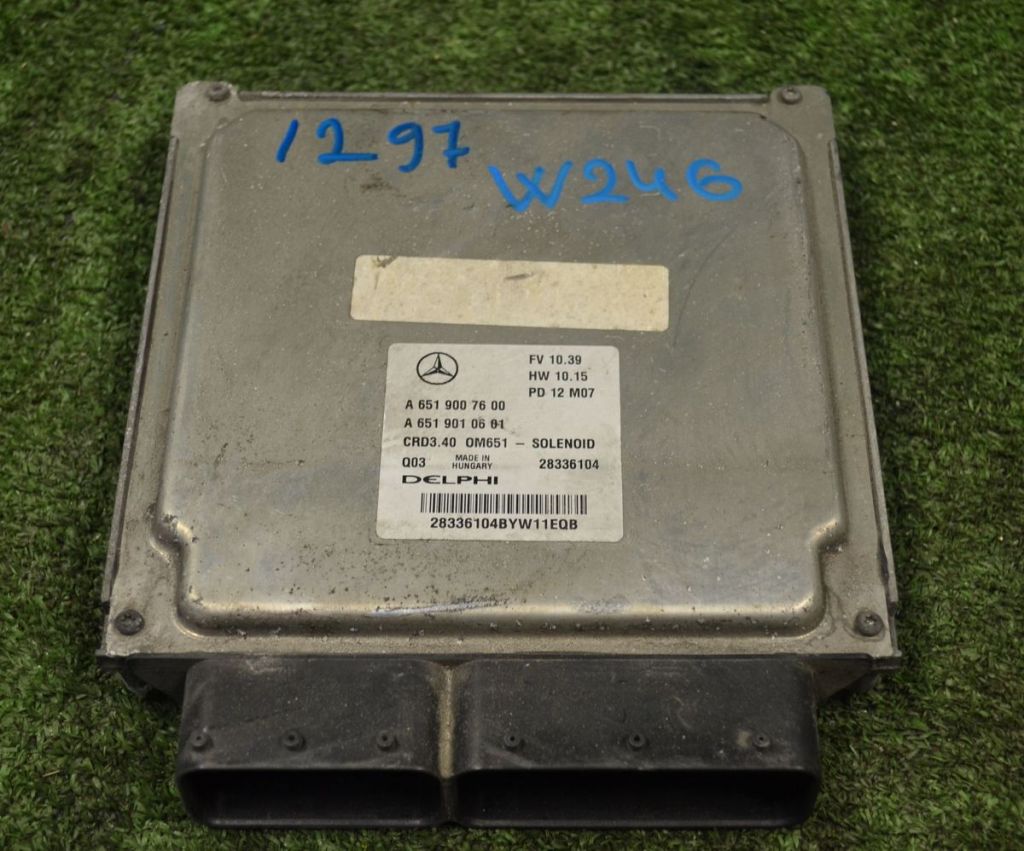 1297
W246
FV 10.39
HW 10.15
PD 12 M07
A 651 900 76 00
A 651 901 06 01
CRD3.40 OM651 – SOLENOID
Q03 MADE IN HUNGARY 28336104
DELPHI
28336104BYW11EQB